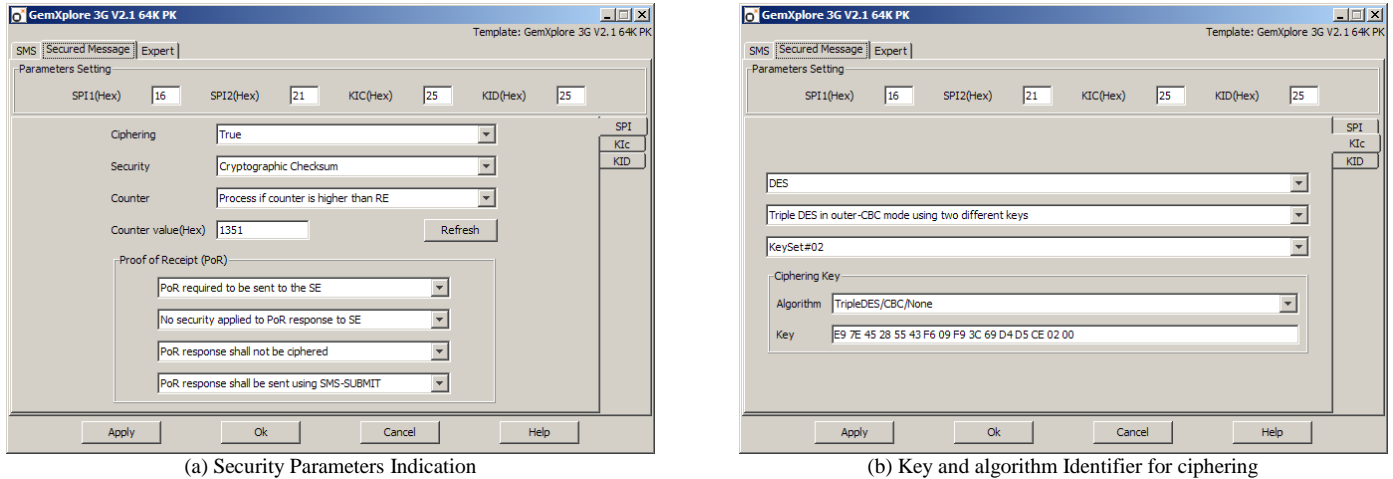 GemXplore 3G V2.1 64K PK
Template: GemXplore 3G V2.1 64K PK
SMS Secured Message Expert
Parameters Setting
SPI1(Hex) 16 SPI2(Hex) 21 KIC(Hex) 25 KID(Hex) 25
SPI
KIc
KID
Ciphering True
Security Cryptographic Checksum
Counter Process if counter is higher than RE
Counter value(Hex) 1351 Refresh
Proof of Receipt (PoR)
PoR required to be sent to the SE
No security applied to PoR response to SE
PoR response shall not be ciphered
PoR response shall be sent using SMS-SUBMIT
Apply Ok Cancel Help
(a) Security Parameters Indication
GemXplore 3G V2.1 64K PK
Template: GemXplore 3G V2.1 64K PK
SMS Secured Message Expert
Parameters Setting
SPI1(Hex) 16 SPI2(Hex) 21 KIC(Hex) 25 KID(Hex) 25
SPI
KIc
KID
DES
Triple DES in outer-CBC mode using two different keys
KeySet#02
Ciphering Key
Algorithm TripleDES/CBC/None
Key E9 7E 45 28 55 43 F6 09 F9 3C 69 D4 D5 CE 02 00
Apply Ok Cancel Help
(b) Key and algorithm Identifier for ciphering